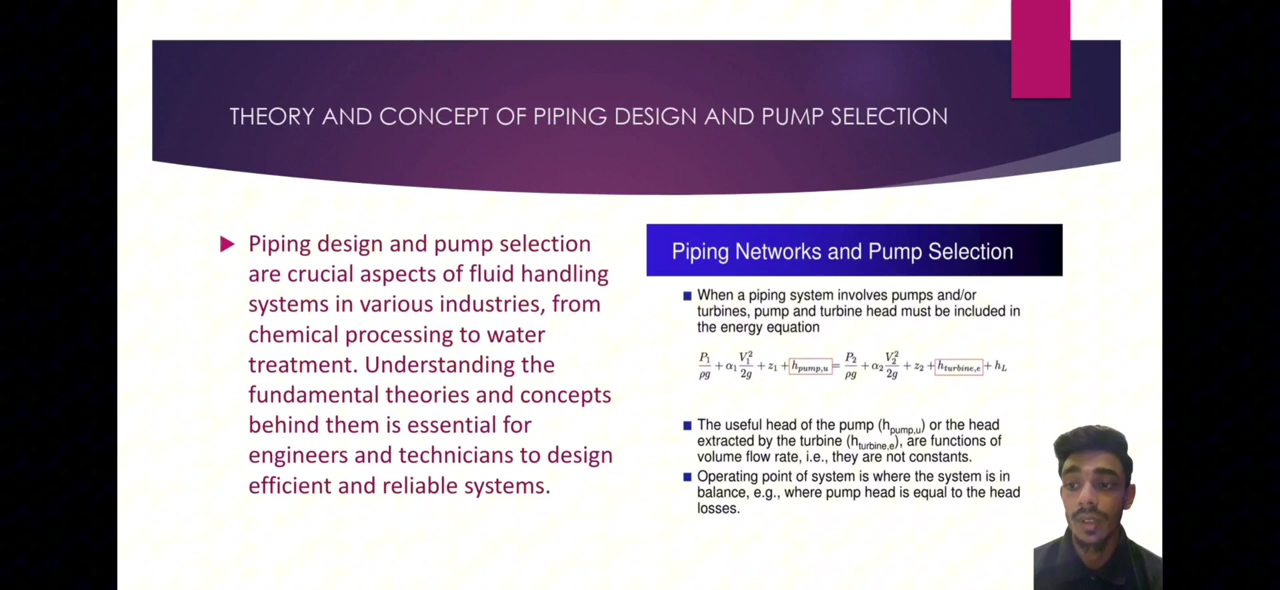 THEORY AND CONCEPT OF PIPING DESIGN AND PUMP SELECTION
Piping design and pump selection
are crucial aspects of fluid handling
systems in various industries, from
chemical processing to water
treatment. Understanding the
fundamental theories and concepts
behind them is essential for
engineers and technicians to design
efficient and reliable systems.
Piping Networks and Pump Selection
When a piping system involves pumps and/or
turbines, pump and turbine head must be included in
the energy equation
P₁/ρg + α₁ V₁²/2g + z₁ + h_pump,u = P₂/ρg + α₂ V₂²/2g + z₂ + h_turbine,e + h_L
The useful head of the pump (h_pump,u) or the head
extracted by the turbine (h_turbine,e), are functions of
volume flow rate, i.e., they are not constants.
Operating point of system is where the system is in
balance, e.g., where pump head is equal to the head
losses.